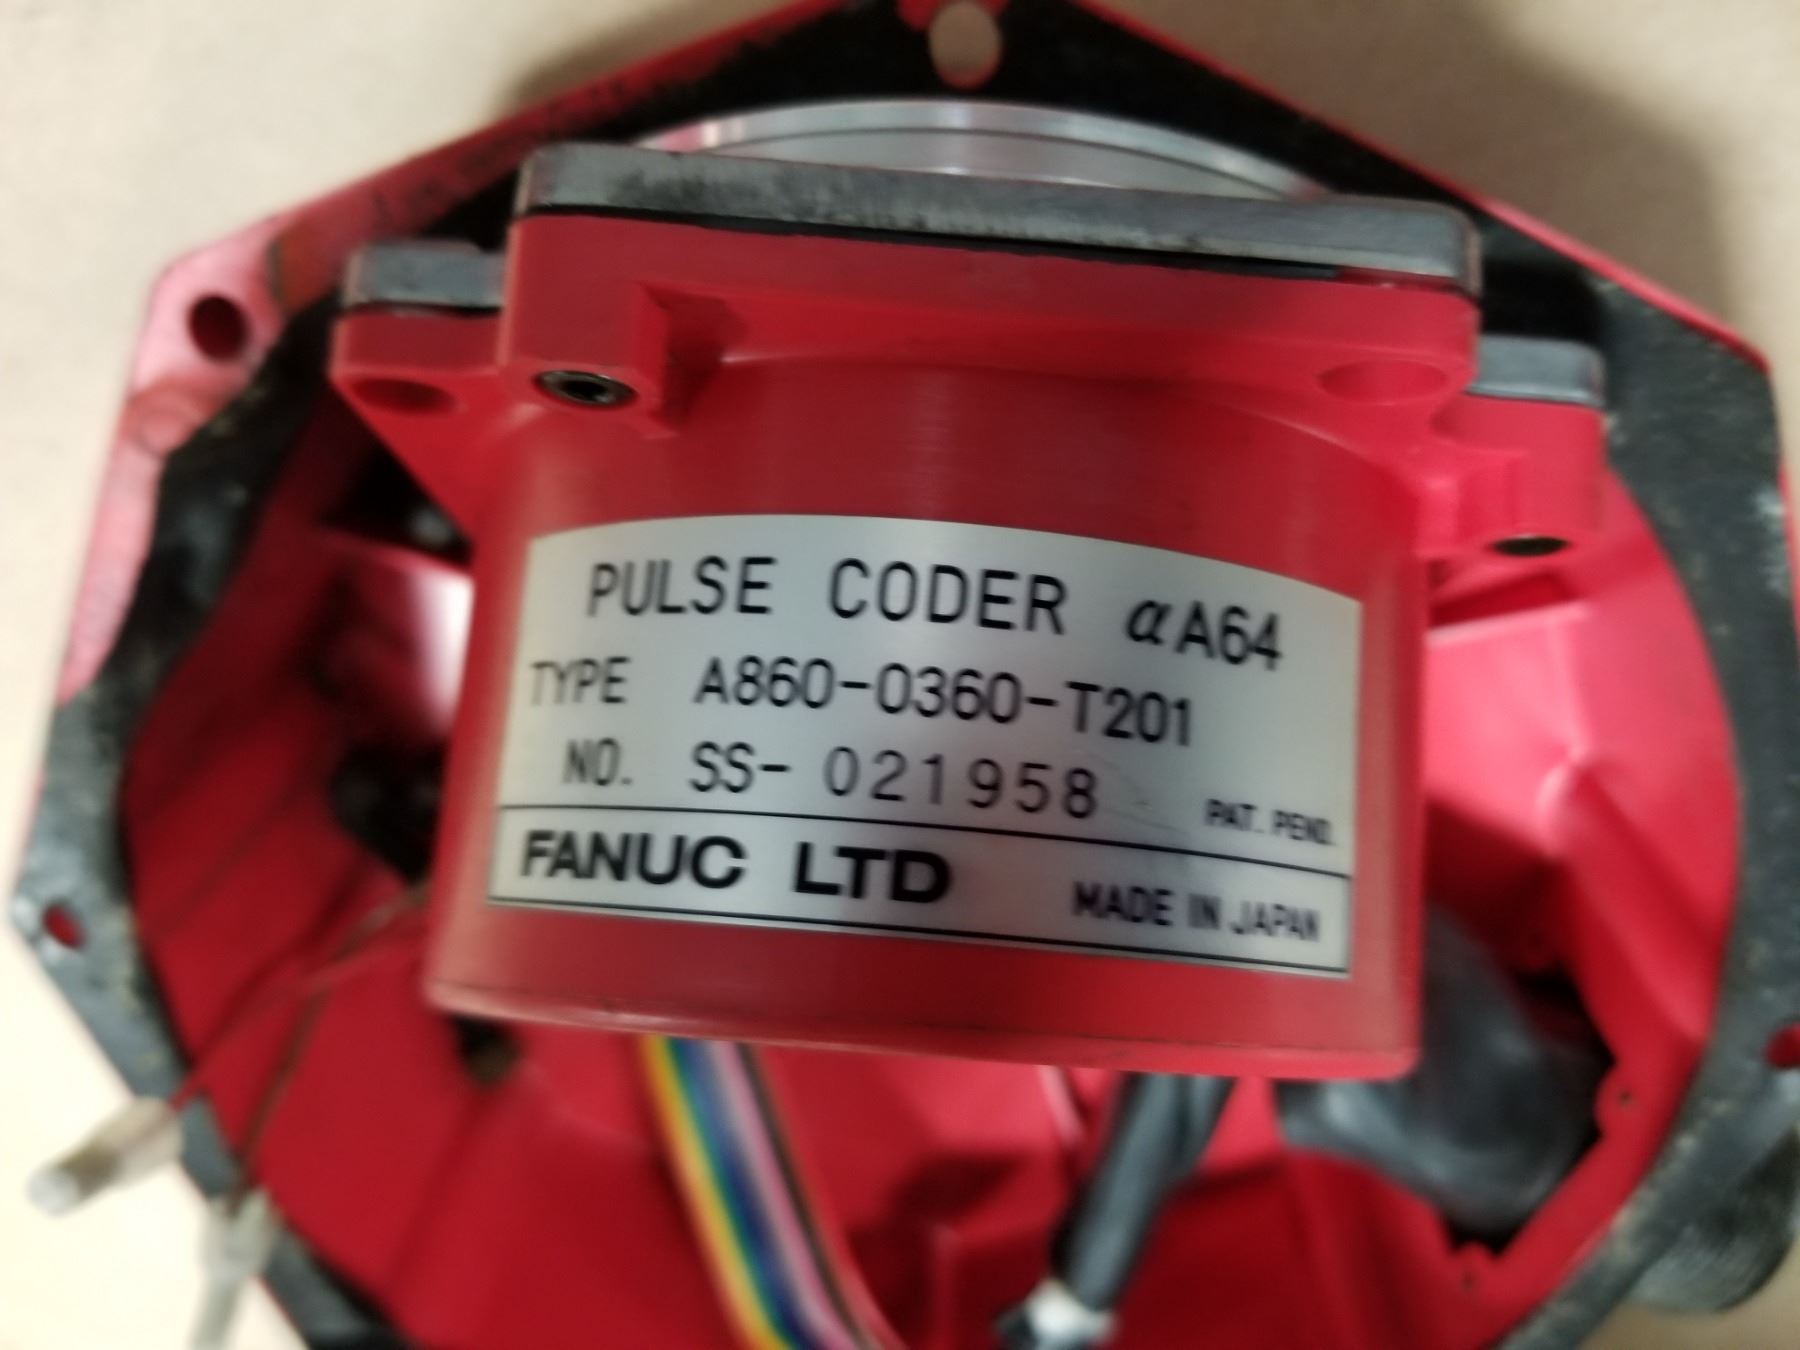 PULSE CODER αA64
TYPE A860-0360-T201
NO. SS-021958 PAT. PEND.
FANUC LTD MADE IN JAPAN